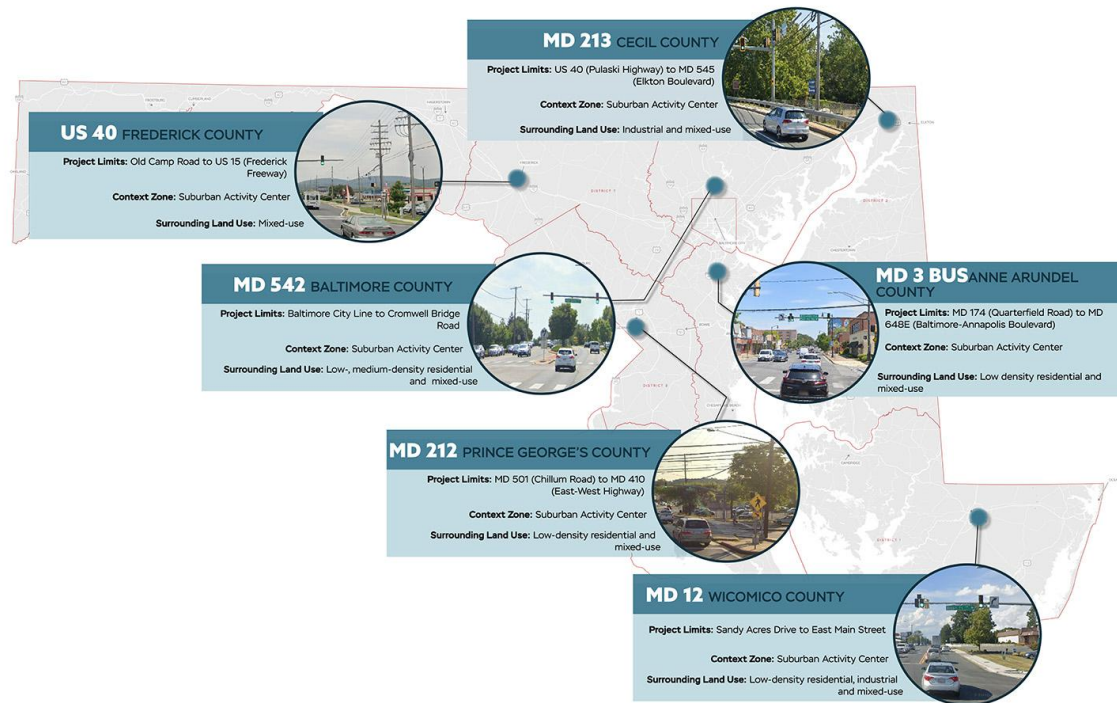 MD 213 CECIL COUNTY
Project Limits: US 40 (Pulaski Highway) to MD 545
(Elkton Boulevard)
Context Zone: Suburban Activity Center
Surrounding Land Use: Industrial and mixed-use
US 40 FREDERICK COUNTY
Project Limits: Old Camp Road to US 15 (Frederick
Freeway)
Context Zone: Suburban Activity Center
Surrounding Land Use: Mixed-use
MD 542 BALTIMORE COUNTY
Project Limits: Baltimore City Line to Cromwell Bridge
Road
Context Zone: Suburban Activity Center
Surrounding Land Use: Low-, medium-density residential
and mixed-use
MD 3 BUSANNE ARUNDEL
COUNTY
Project Limits: MD 174 (Quarterfield Road) to MD
648E (Baltimore-Annapolis Boulevard)
Context Zone: Suburban Activity Center
Surrounding Land Use: Low density residential and
mixed-use
MD 212 PRINCE GEORGE'S COUNTY
Project Limits: MD 501 (Chillum Road) to MD 410
(East-West Highway)
Context Zone: Suburban Activity Center
Surrounding Land Use: Low-density residential and
mixed-use
MD 12 WICOMICO COUNTY
Project Limits: Sandy Acres Drive to East Main Street
Context Zone: Suburban Activity Center
Surrounding Land Use: Low-density residential, industrial
and mixed-use
DISTRICT 7